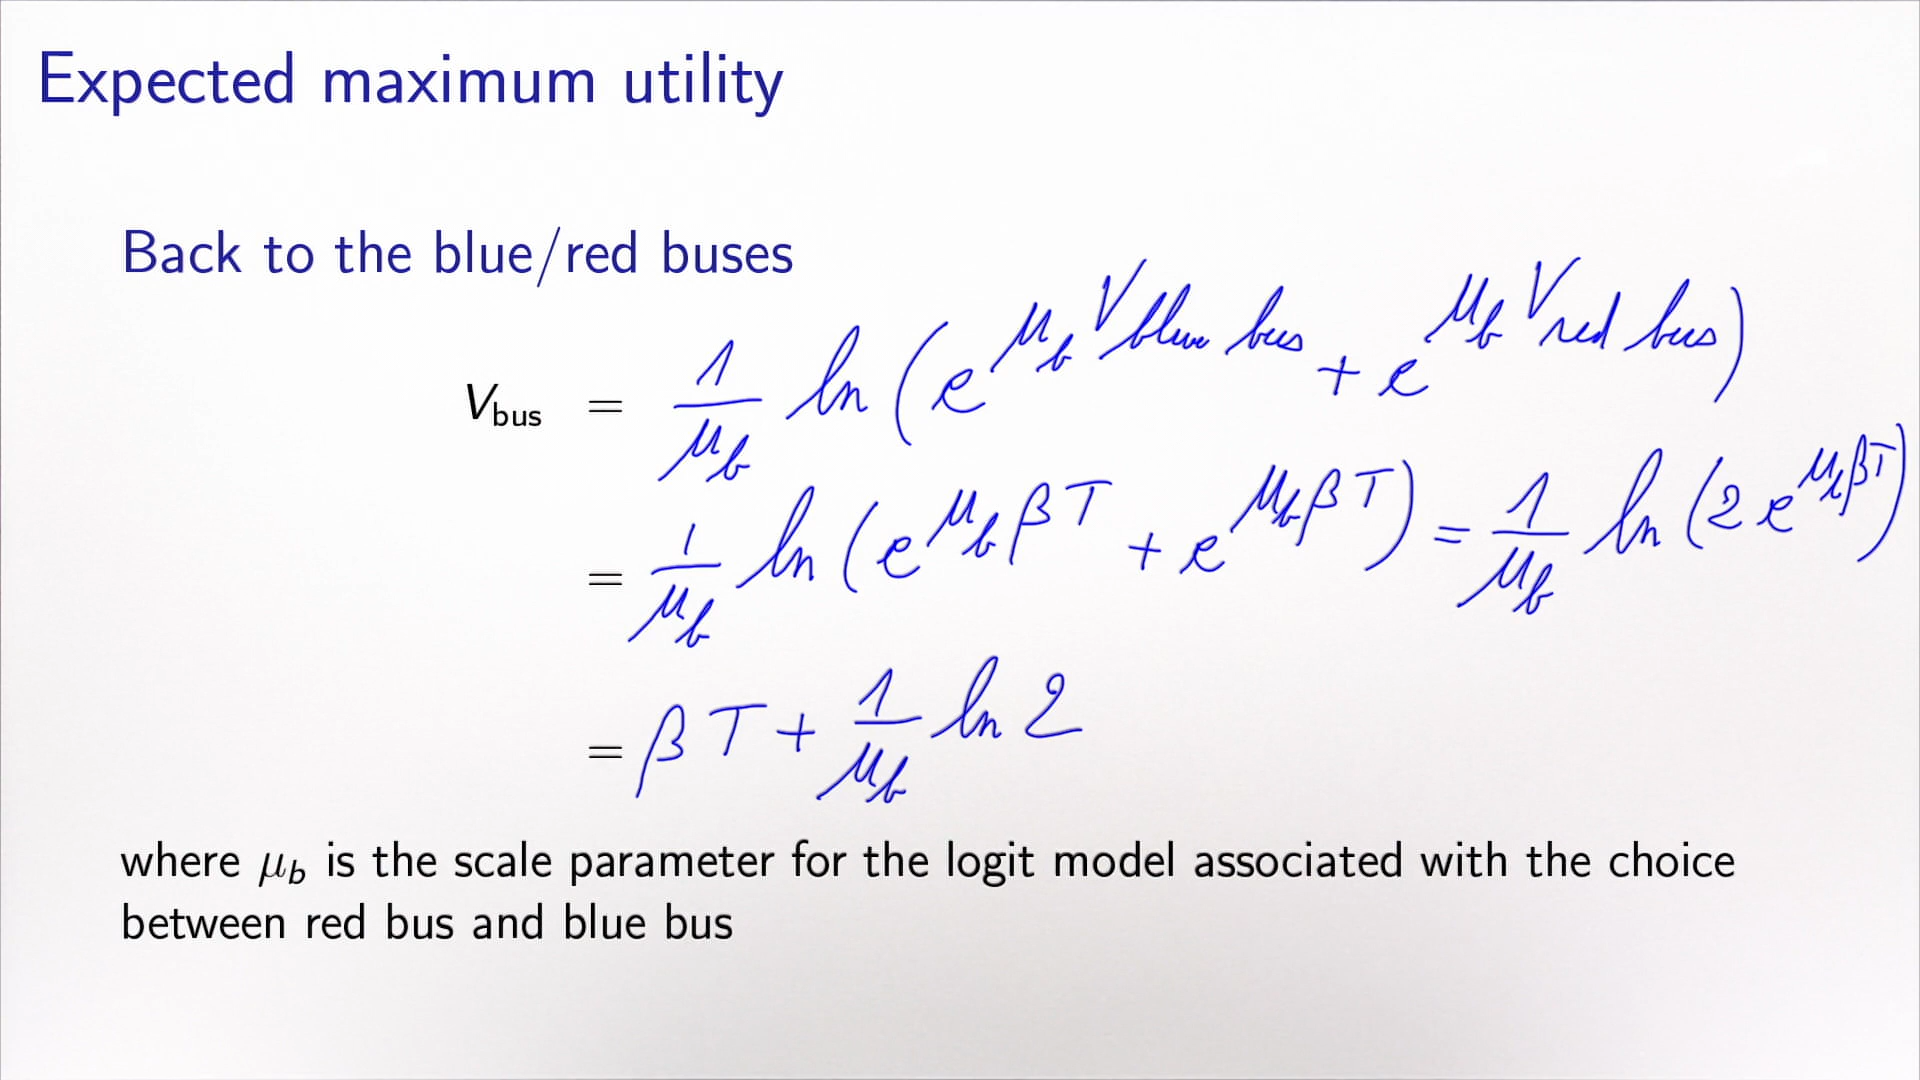 Expected maximum utility
Back to the blue/red buses
V_bus = 1/μ_b ln(e^{μ_b V_blue bus} + e^{μ_b V_red bus})
= 1/μ_b ln(e^{μ_b βT} + e^{μ_b βT}) = 1/μ_b ln(2e^{μ_b βT})
= βT + 1/μ_b ln 2
where μ_b is the scale parameter for the logit model associated with the choice
between red bus and blue bus